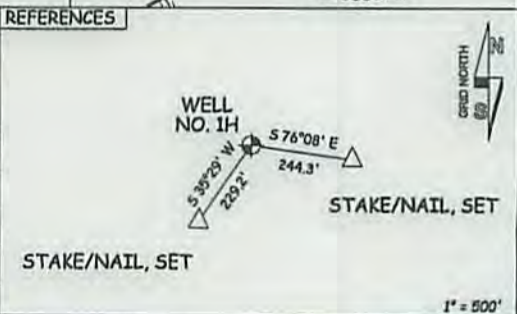 REFERENCES
GRID NORTH
N
WELL
NO. 1H
S 76°08' E
244.3'
S 35°29' W
229.2'
STAKE/NAIL, SET
STAKE/NAIL, SET
1" = 500'